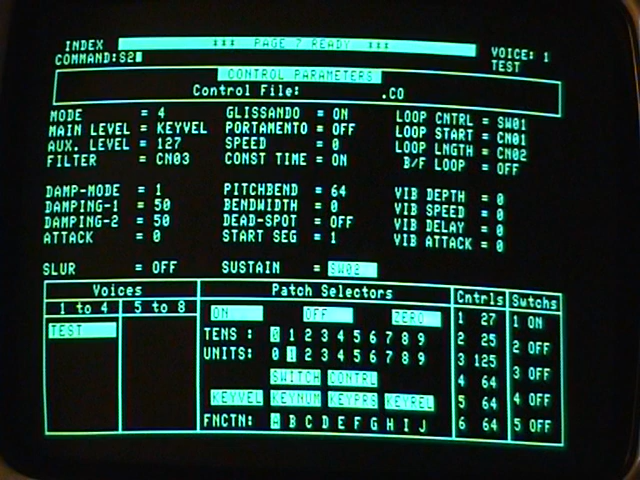 INDEX *** PAGE 7 READY *** VOICE: 1
COMMAND:S2 TEST
CONTROL PARAMETERS
Control File: .CO
MODE = 4 GLISSANDO = ON LOOP CNTRL = SW01
MAIN LEVEL = KEYVEL PORTAMENTO = OFF LOOP START = CN01
AUX. LEVEL = 127 SPEED = 0 LOOP LNGTH = CN02
FILTER = CN03 CONST TIME = ON B/F LOOP = OFF
DAMP-MODE = 1 PITCHBEND = 64 VIB DEPTH = 0
DAMPING-1 = 50 BENDWIDTH = 0 VIB SPEED = 0
DAMPING-2 = 50 DEAD-SPOT = OFF VIB DELAY = 0
ATTACK = 0 START SEG = 1 VIB ATTACK = 0
SLUR = OFF SUSTAIN = SW02
Voices Patch Selectors Cntrls Swtchs
1 to 4 5 to 8 ON OFF ZERO 1 27 1 ON
TEST TENS : 0 1 2 3 4 5 6 7 8 9 2 25 2 OFF
UNITS: 0 1 2 3 4 5 6 7 8 9 3 125 3 OFF
SWITCH CONTRL 4 64
KEYVEL KEYNUM KEYPRS KEYREL 5 64 4 OFF
FNCTN: A B C D E F G H I J 6 64 5 OFF